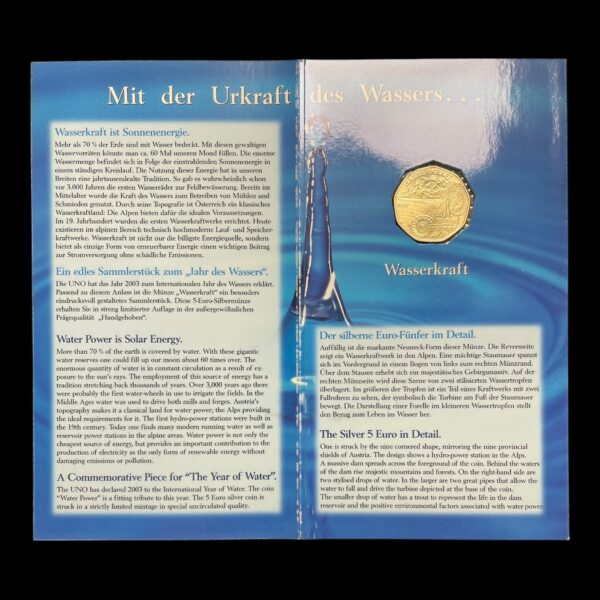 Mit der Urkraft des Wassers...
Wasserkraft ist Sonnenenergie.
Mehr als 70 % der Erde sind mit Wasser bedeckt. Mit diesen gewaltigen
Wasservorräten könnte man ca. 60 Mal unseren Mond füllen. Die enorme
Wassermenge befindet sich in Folge der einstrahlenden Sonnenenergie in
einem ständigen Kreislauf. Die Nutzung dieser Energie hat in unseren
Breiten eine jahrtausendealte Tradition. So gab es wahrscheinlich schon
vor 3,000 Jahren die ersten Wasserräder zur Feldbewässerung. Bereits im
Mittelalter wurde die Kraft des Wassers zum Betreiben von Mühlen und
Schmieden genutzt. Durch seine Topografie ist Österreich ein klassisches
Wasserkraftland: Die Alpen bieten dafür die idealen Voraussetzungen.
Im 19. Jahrhundert wurden die ersten Wasserkraftwerke errichtet. Heute
existieren im alpinen Bereich technisch hochmoderne Lauf- und Speicher-
kraftwerke. Wasserkraft ist nicht nur die billigste Energiequelle, sondern
bietet als einzige Form von erneuerbarer Energie einen wichtigen Beitrag
zur Stromversorgung ohne schädliche Emissionen.
Ein edles Sammlerstück zum „Jahr des Wassers“.
Die UNO hat das Jahr 2003 zum Internationalen Jahr des Wassers erklärt.
Passend zu diesem Anlass ist die Münze „Wasserkraft“ ein besonders
eindrucksvoll gestaltetes Sammlerstück. Diese 5-Euro-Silbermünze
erhalten Sie in streng limitierter Auflage in der außergewöhnlichen
Prägequalität „Handgehoben“.
Water Power is Solar Energy.
More than 70 % of the earth is covered by water. With these gigantic
water reserves one could fill up our moon about 60 times over. The
enormous quantity of water is in constant circulation as a result of ex-
posure to the sun's rays. The employment of this source of energy has a
tradition stretching back thousands of years. Over 3,000 years ago there
were probably the first water-wheels in use to irrigate the fields. In the
Middle Ages water was used to drive both mills and forges. Austria's
topography makes it a classical land for water power; the Alps providing
the ideal requirements for it. The first hydro-power stations were built in
the 19th century. Today one finds many modern running water as well as
reservoir power stations in the alpine areas. Water power is not only the
cheapest source of energy, but provides an important contribution to the
production of electricity as the only form of renewable energy without
damaging emissions or pollution.
A Commemorative Piece for “The Year of Water”.
The UNO has declared 2003 to the International Year of Water. The coin
“Water Power” is a fitting tribute to this year. The 5 Euro silver coin is
struck in a strictly limited mintage in special uncirculated quality.
Wasserkraft
Der silberne Euro-Fünfer im Detail.
Auffällig ist die markante Neuneck-Form dieser Münze. Die Reverseite
zeigt ein Wasserkraftwerk in den Alpen. Eine mächtige Staumauer spannt
sich im Vordergrund in einem Bogen von links zum rechten Münzrand.
Über dem Stausee erhebt sich ein majestätisches Gebirgsmassiv. Auf der
rechten Münzseite wird diese Szene von zwei stilisierten Wassertropfen
überlagert. Im größeren der Tropfen ist ein Teil eines Kraftwerks mit zwei
Fallrohren zu sehen, der symbolisch die Turbine am Fuß der Staumauer
bewegt. Die Darstellung einer Forelle im kleineren Wassertropfen stellt
den Bezug zum Leben im Wasser her.
The Silver 5 Euro in Detail.
One is struck by the nine cornered shape, mirroring the nine provincial
shields of Austria. The design shows a hydro-power station in the Alps.
A massive dam spreads across the foreground of the coin. Behind the waters
of the dam rise majestic mountains and forests. On the right-hand side are
two stylised drops of water. In the larger are two great pipes that allow the
water to fall and drive the turbine depicted at the base of the coin.
The smaller drop of water has a trout to represent the life in the dam
reservoir and the positive environmental factors associated with water power.